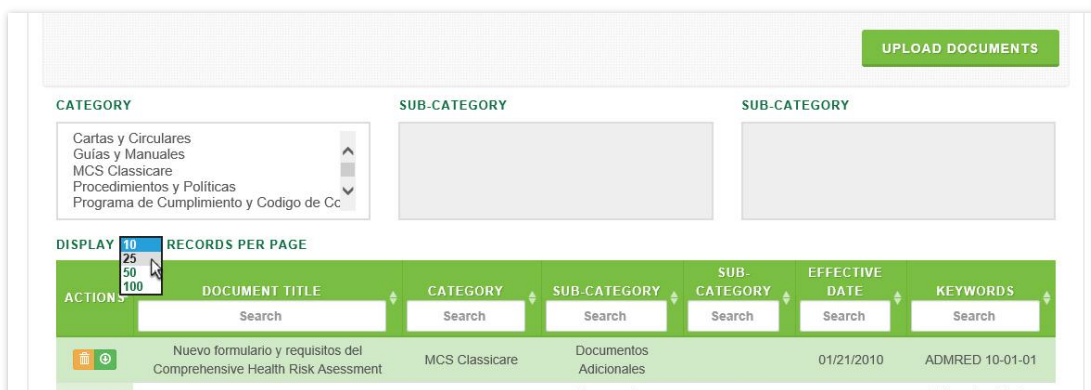 UPLOAD DOCUMENTS
CATEGORY
SUB-CATEGORY
SUB-CATEGORY
Cartas y Circulares
Guías y Manuales
MCS Classicare
Procedimientos y Políticas
Programa de Cumplimiento y Codigo de
DISPLAY 10 RECORDS PER PAGE
25
50
100
ACTIONS
DOCUMENT TITLE
CATEGORY
SUB-CATEGORY
SUB-
CATEGORY
EFFECTIVE
DATE
KEYWORDS
Search Search Search Search Search Search
Nuevo formulario y requisitos del
Comprehensive Health Risk Asessment
MCS Classicare
Documentos
Adicionales
01/21/2010
ADMRED 10-01-01